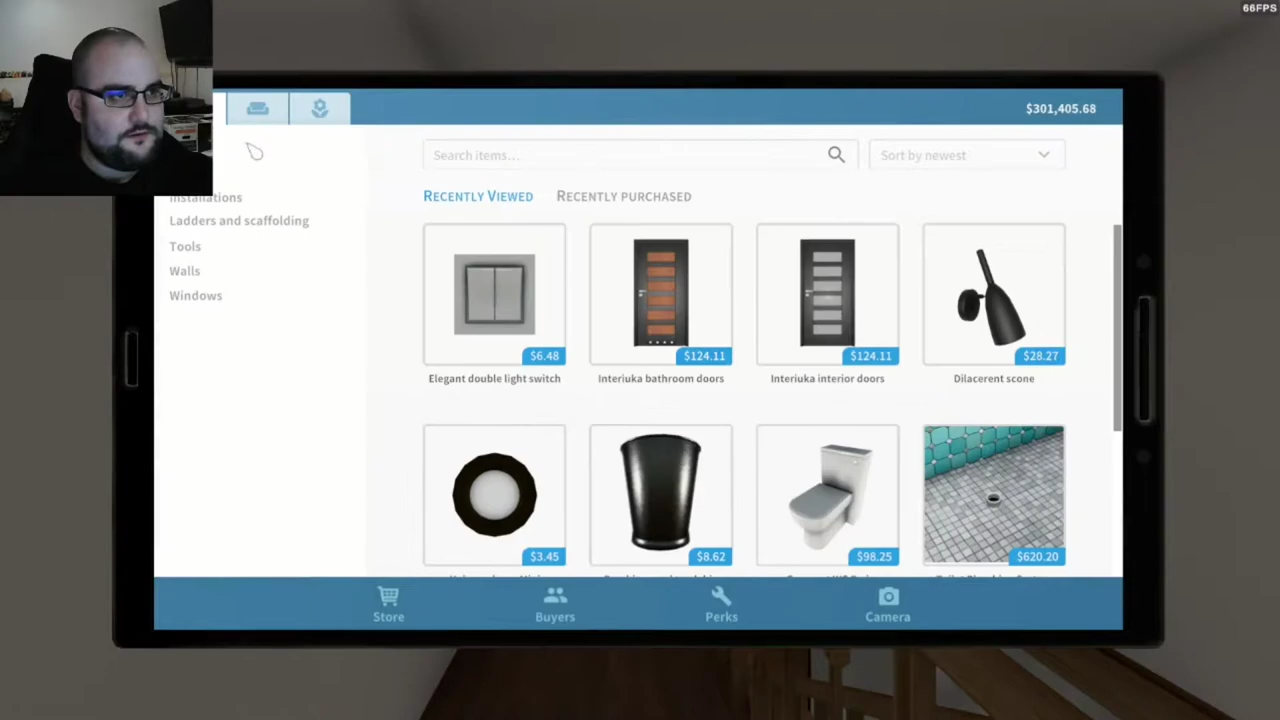 66FPS
$301,405.68
Search items...
Sort by newest
Installations
RECENTLY VIEWED
RECENTLY PURCHASED
Ladders and scaffolding
Tools
Walls
Windows
$6.48
$124.11
$124.11
$28.27
Elegant double light switch
Interiuka bathroom doors
Interiuka interior doors
Dilacerent scone
$3.45
$8.62
$98.25
$620.20
Store
Buyers
Perks
Camera